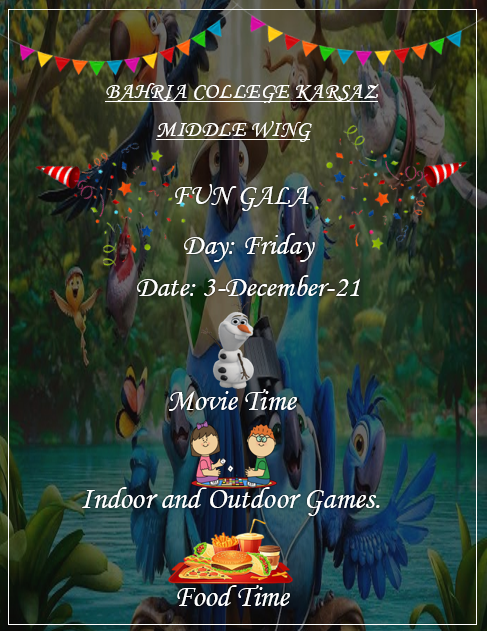 BAHRIA COLLEGE KARSAZ
MIDDLE WING
FUN GALA
Day: Friday
Date: 3-December-21
Movie Time
Indoor and Outdoor Games.
Food Time